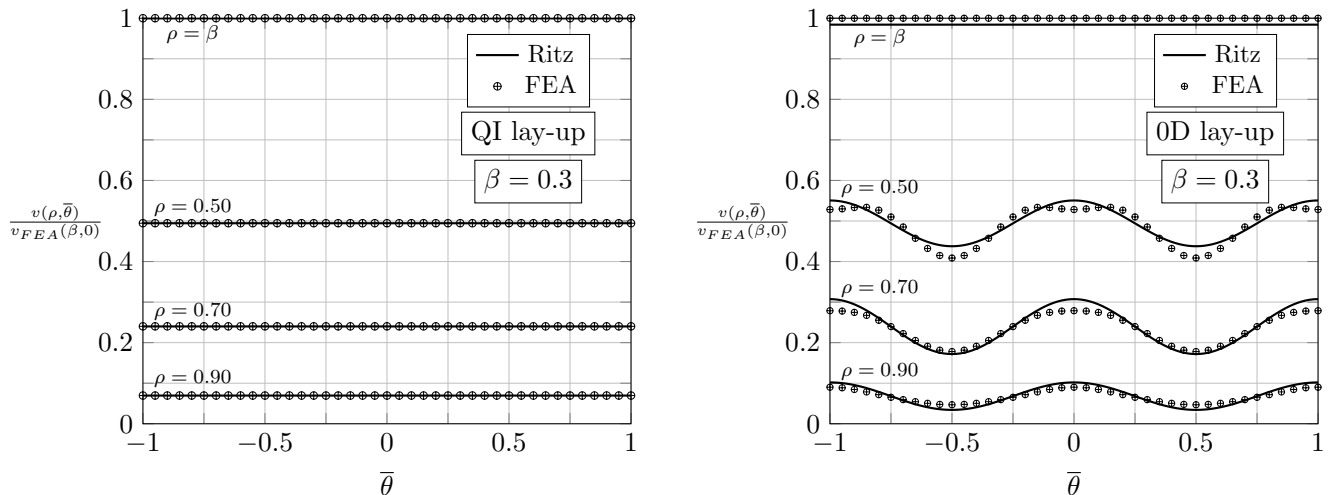 1
0.8
0.6
0.4
0.2
0
−1
−0.5
0
0.5
1
v(ρ,θ̅)
v_FEA(β,0)
θ̅
ρ = β
ρ = 0.50
ρ = 0.70
ρ = 0.90
Ritz
FEA
QI lay-up
β = 0.3
1
0.8
0.6
0.4
0.2
0
−1
−0.5
0
0.5
1
v(ρ,θ̅)
v_FEA(β,0)
θ̅
ρ = β
ρ = 0.50
ρ = 0.70
ρ = 0.90
Ritz
FEA
0D lay-up
β = 0.3